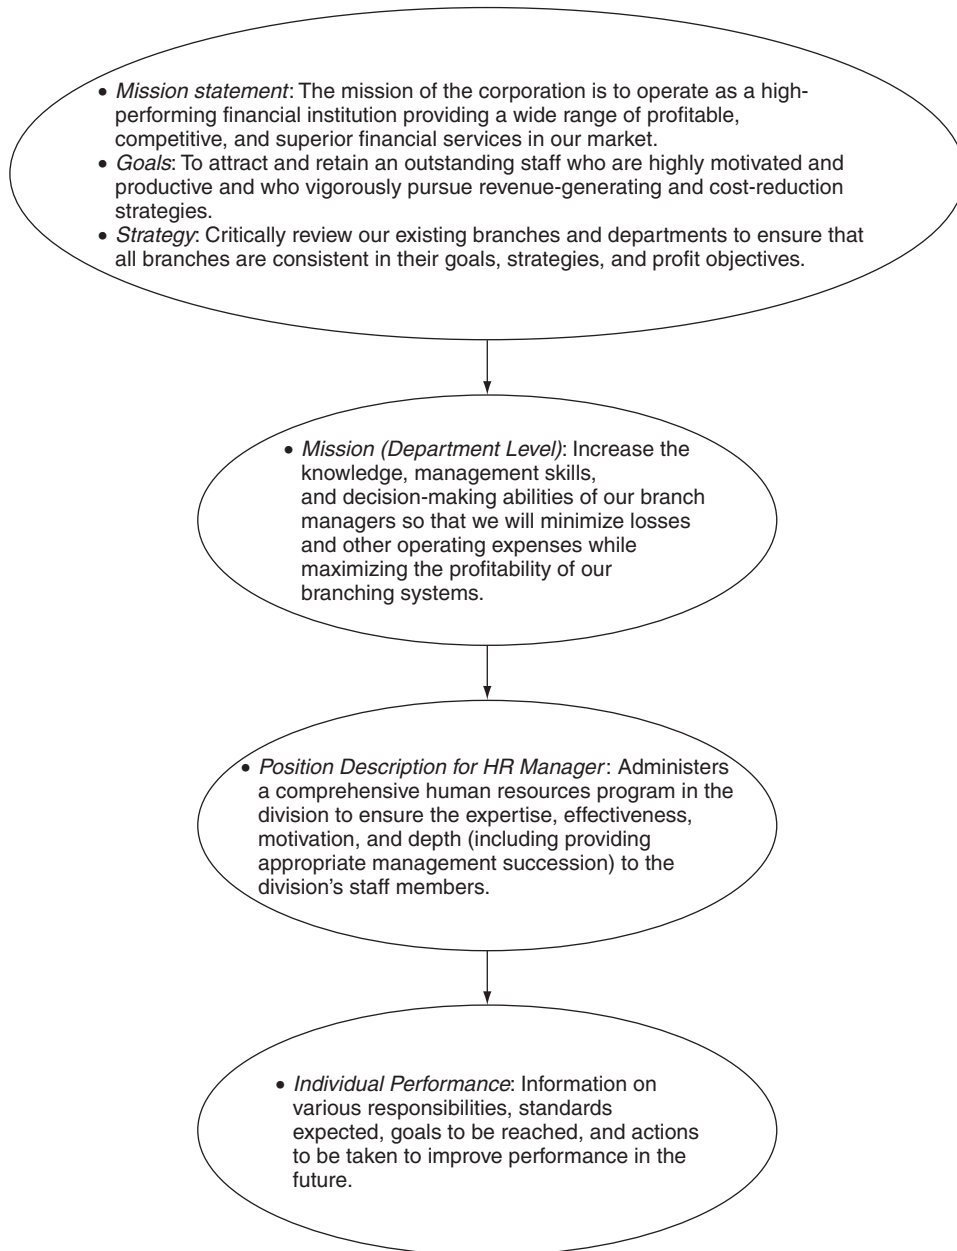 • Mission statement: The mission of the corporation is to operate as a high-
performing financial institution providing a wide range of profitable,
competitive, and superior financial services in our market.
• Goals: To attract and retain an outstanding staff who are highly motivated and
productive and who vigorously pursue revenue-generating and cost-reduction
strategies.
• Strategy: Critically review our existing branches and departments to ensure that
all branches are consistent in their goals, strategies, and profit objectives.
• Mission (Department Level): Increase the
knowledge, management skills,
and decision-making abilities of our branch
managers so that we will minimize losses
and other operating expenses while
maximizing the profitability of our
branching systems.
• Position Description for HR Manager: Administers
a comprehensive human resources program in the
division to ensure the expertise, effectiveness,
motivation, and depth (including providing
appropriate management succession) to the
division's staff members.
• Individual Performance: Information on
various responsibilities, standards
expected, goals to be reached, and actions
to be taken to improve performance in the
future.